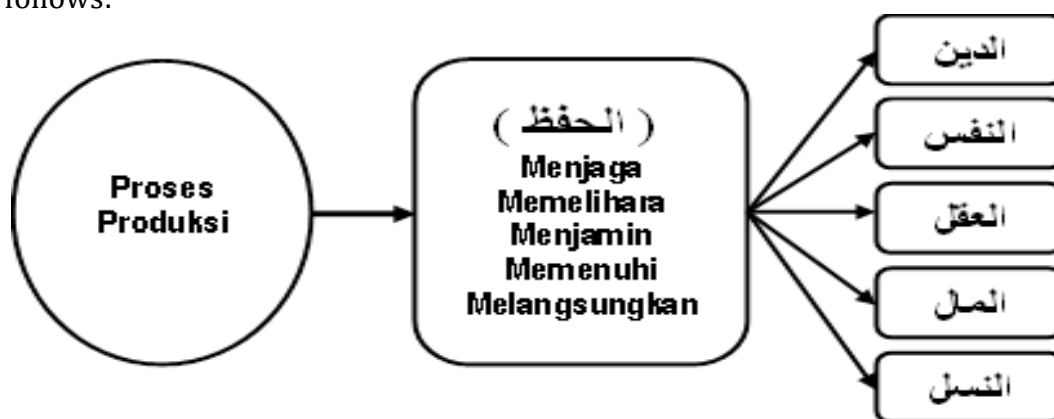 follows:
Proses
Produksi
( الحفظ )
Menjaga
Memelihara
Menjamin
Memenuhi
Melangsungkan
الدين
النفس
العقل
المال
النسل